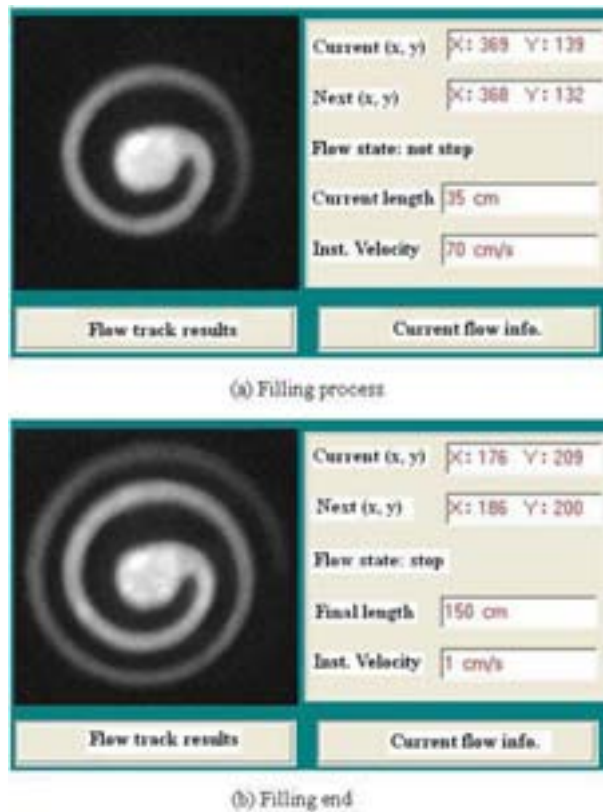 Current (x, y) X: 369 Y: 139
Next (x, y) X: 368 Y: 132
Flow state: not stop
Current length 35 cm
Inst. Velocity 70 cm/s
Flow track results Current flow info.
(a) Filling process
Current (x, y) X: 176 Y: 209
Next (x, y) X: 186 Y: 200
Flow state: stop
Final length 150 cm
Inst. Velocity 1 cm/s
Flow track results Current flow info.
(b) Filling end